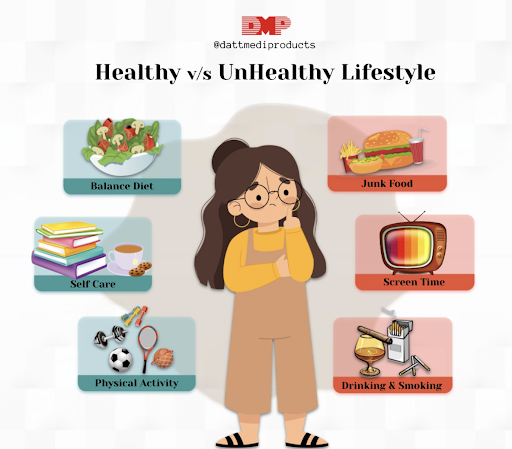 DMP
@dattmediproducts
Healthy v/s UnHealthy Lifestyle
Balance Diet
Junk Food
Self Care
Screen Time
Physical Activity
Drinking & Smoking